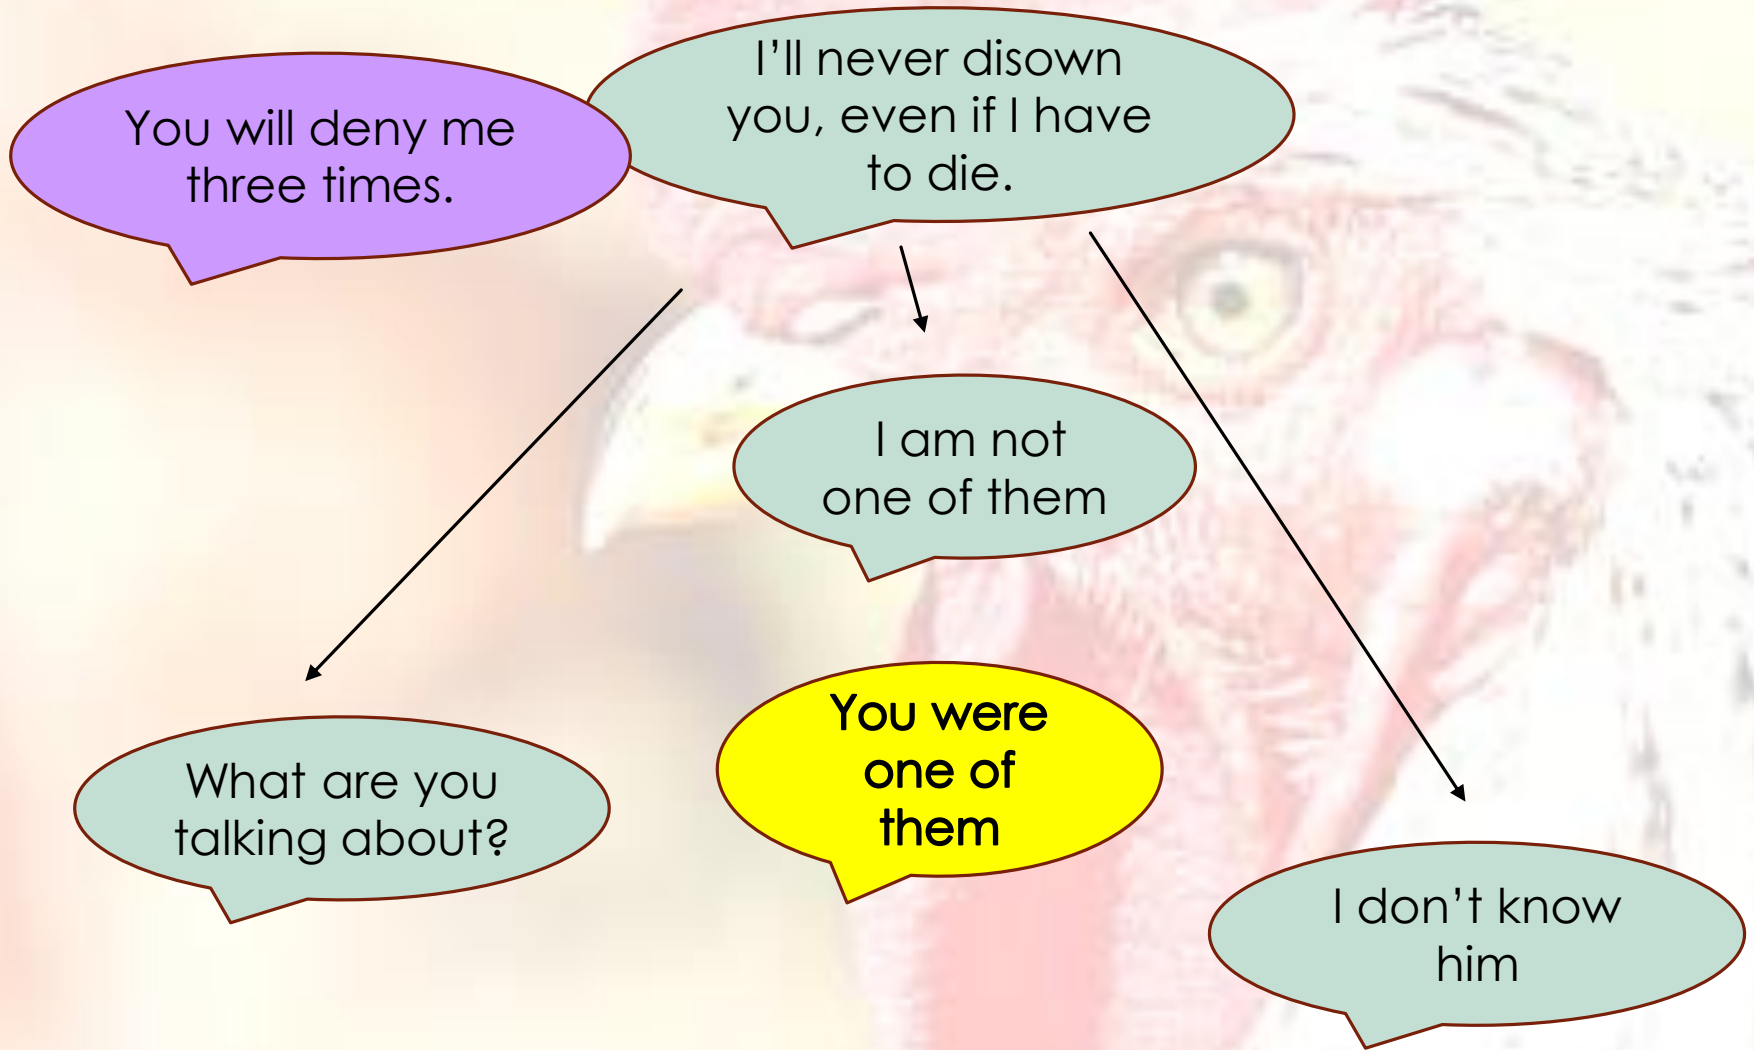 You will deny me
three times.
I'll never disown
you, even if I have
to die.
I am not
one of them
What are you
talking about?
You were
one of
them
I don't know
him